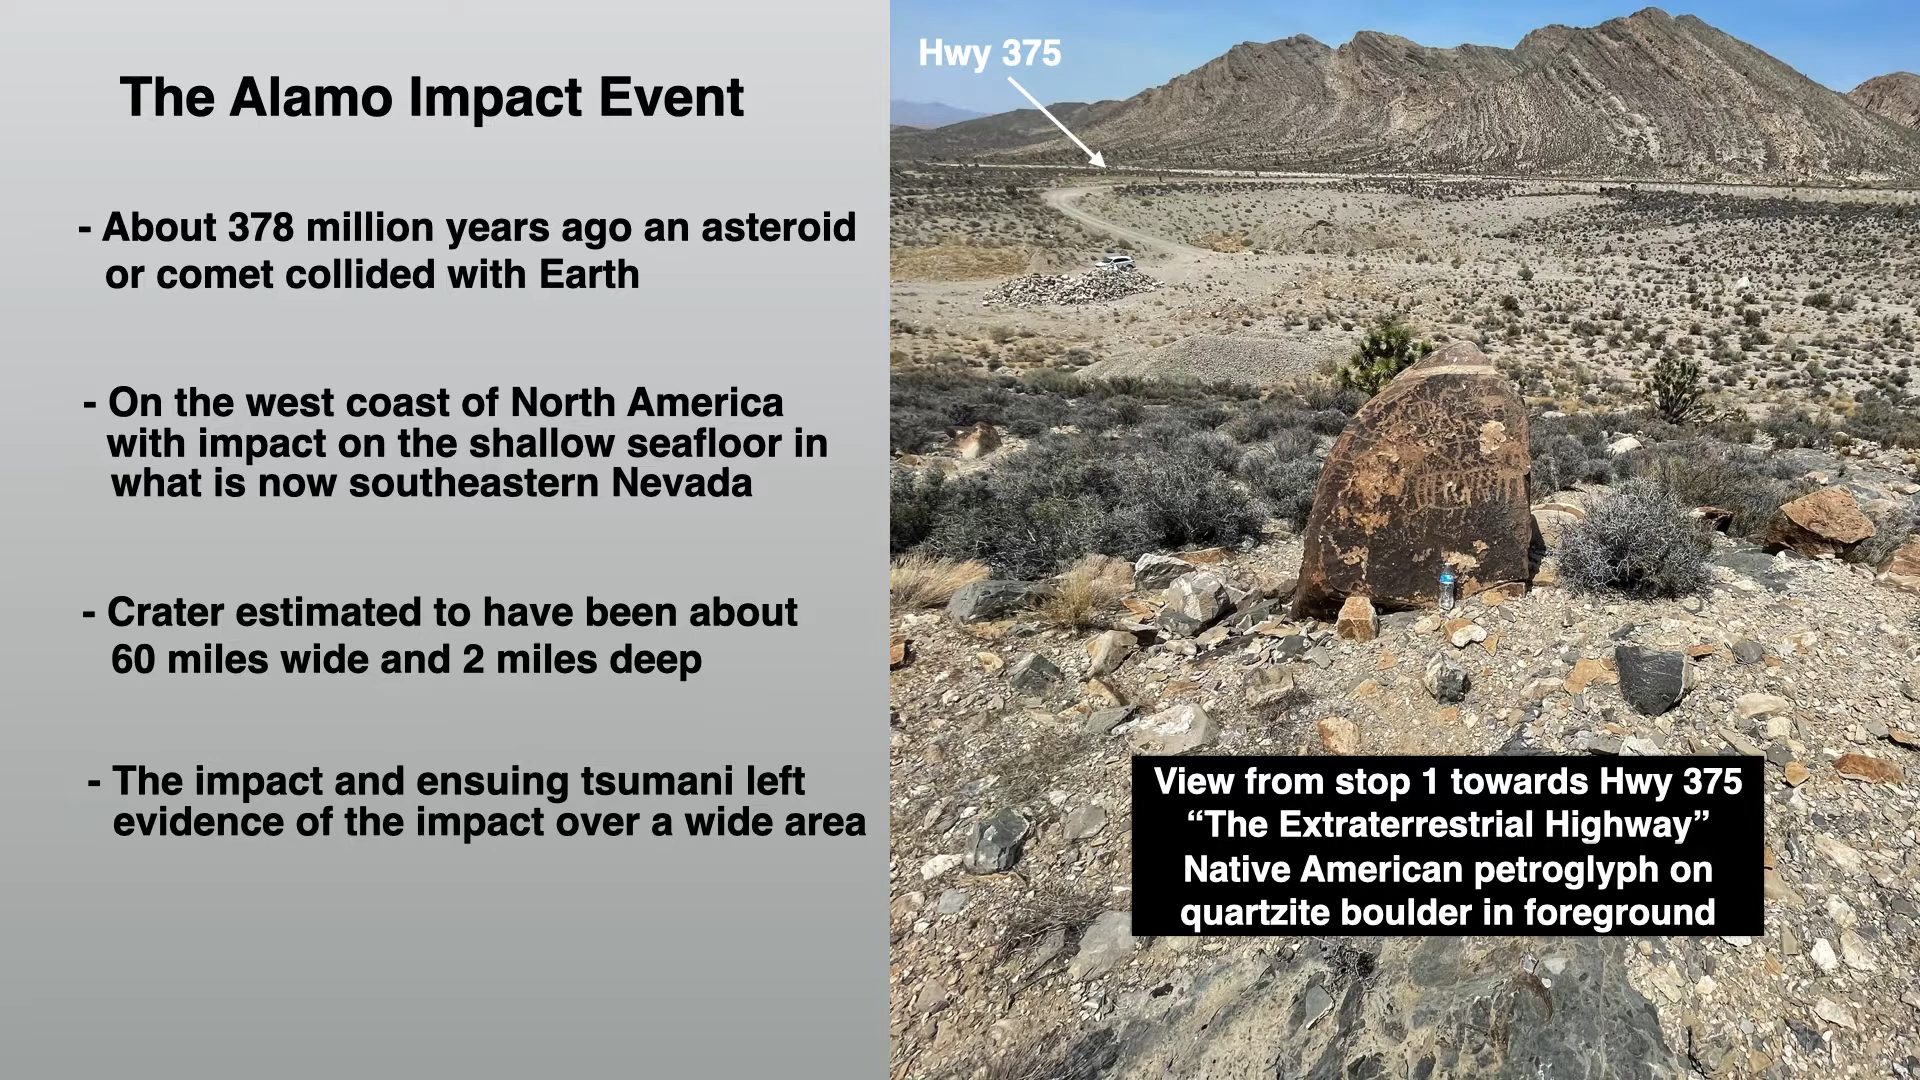 The Alamo Impact Event
- About 378 million years ago an asteroid
or comet collided with Earth
- On the west coast of North America
with impact on the shallow seafloor in
what is now southeastern Nevada
- Crater estimated to have been about
60 miles wide and 2 miles deep
- The impact and ensuing tsumani left
evidence of the impact over a wide area
Hwy 375
View from stop 1 towards Hwy 375
“The Extraterrestrial Highway”
Native American petroglyph on
quartzite boulder in foreground